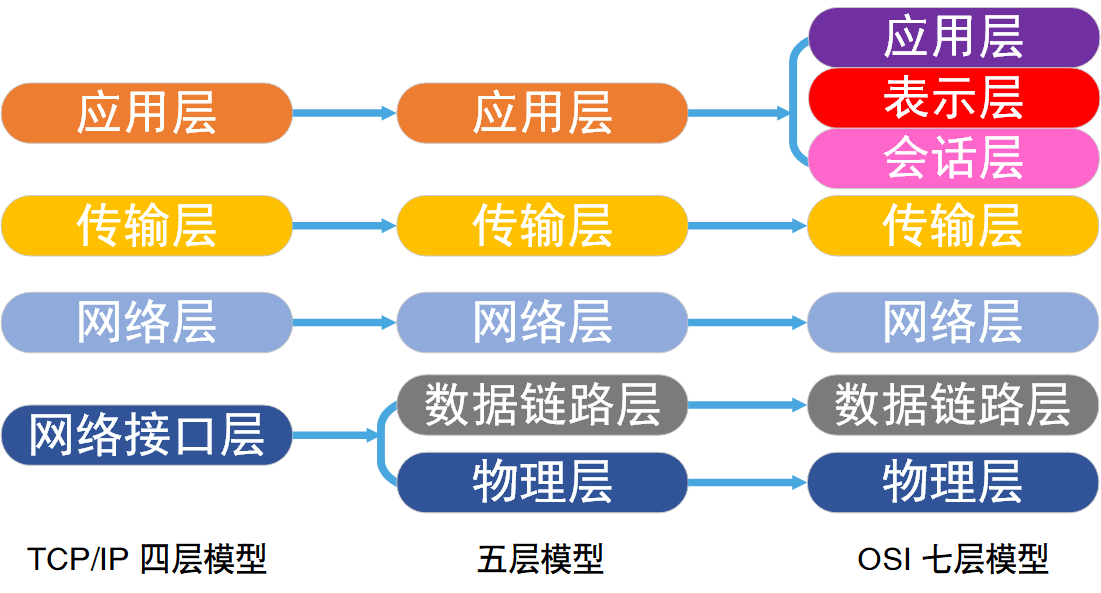 应用层
表示层
会话层
应用层
应用层
传输层
传输层
传输层
网络层
网络层
网络层
网络接口层
数据链路层
数据链路层
物理层
物理层
TCP/IP 四层模型
五层模型
OSI 七层模型